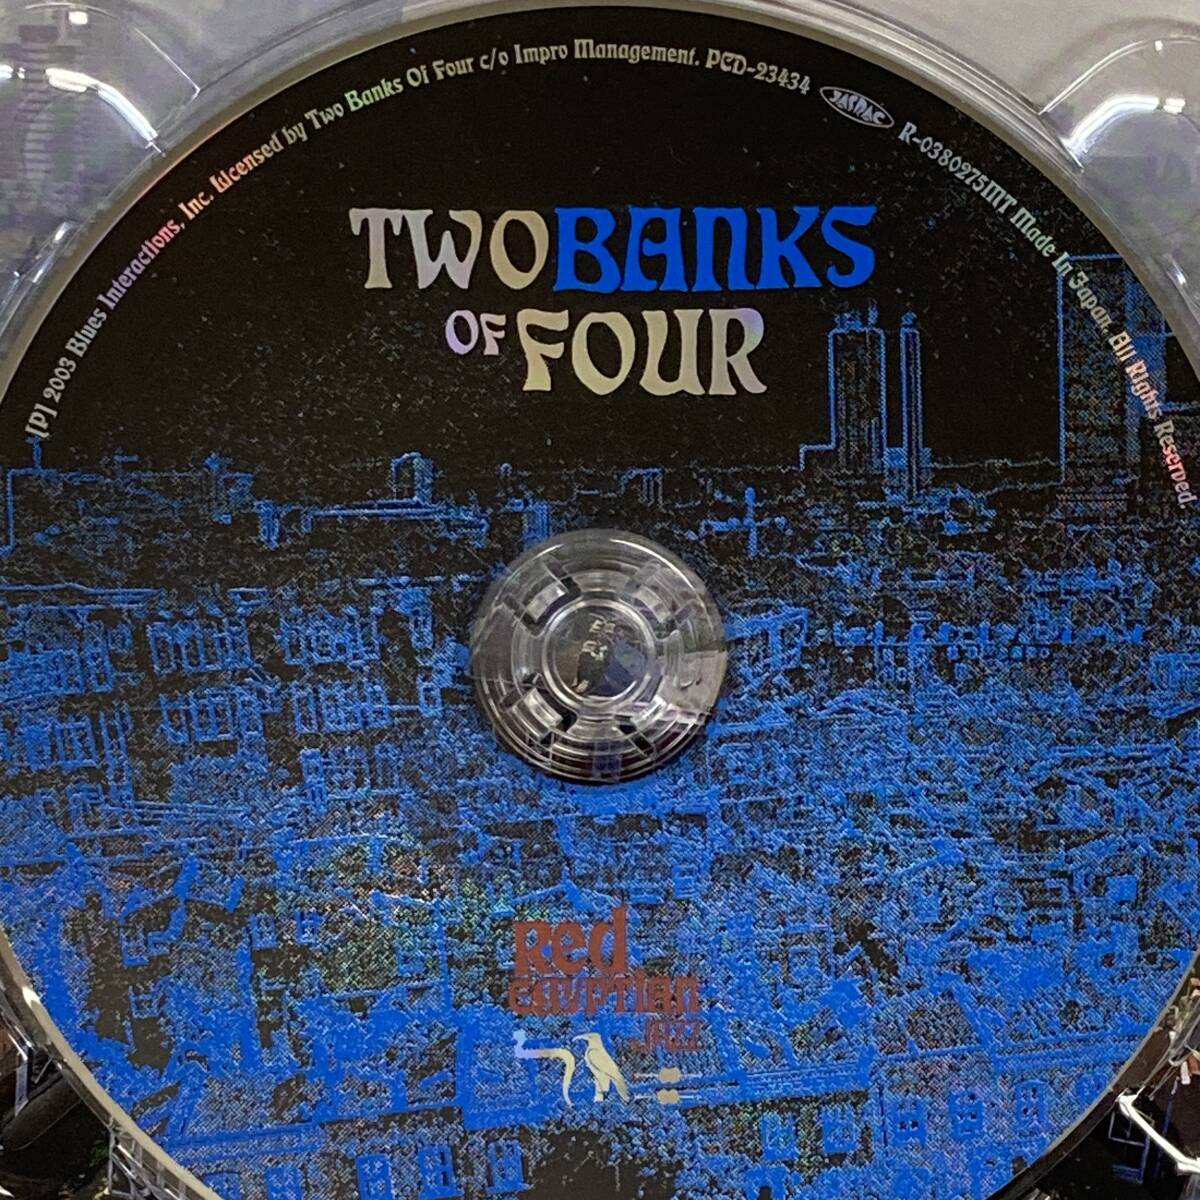 [P] 2003 Blues Interactions, Inc. Licensed by Two Banks Of Four c/o Impro Management. PCD-23434 JASRAC R-0380275MT Made In Japan. All Rights Reserved.
TWO BANKS
OF FOUR
Red
EGYPTIAN
JAZZ